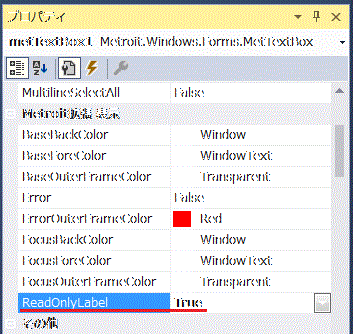 プロパティ
metTextBox1 Metroit.Windows.Forms.MetTextBox
MultilineSelectAll False
Metroit拡張表示
BaseBackColor Window
BaseForeColor WindowText
BaseOuterFrameColor Transparent
Error False
ErrorOuterFrameColor Red
FocusBackColor Window
FocusForeColor WindowText
FocusOuterFrameColor Transparent
ReadOnlyLabel True
その他